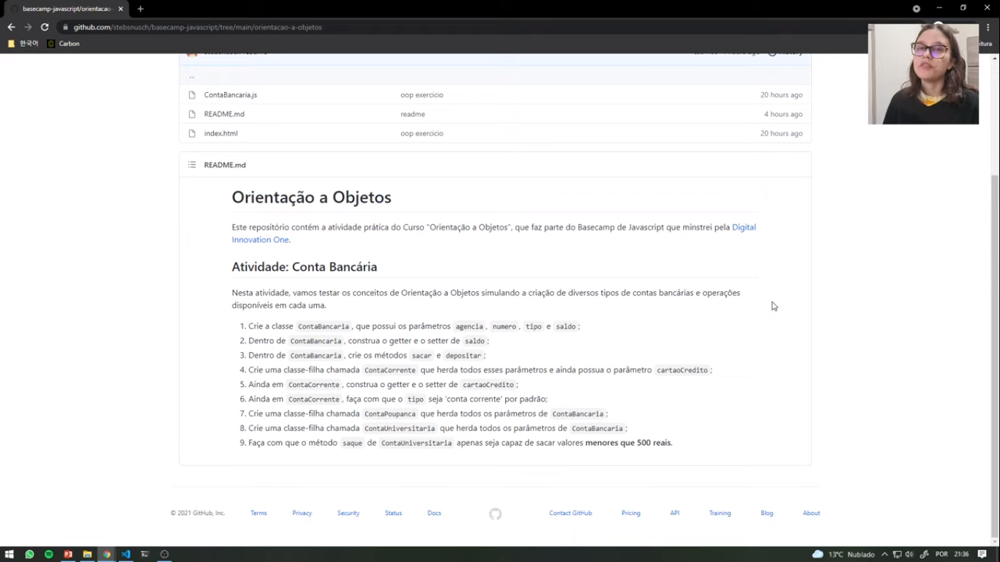 basecamp-javascript/orientacao-
github.com/stebsnusch/basecamp-javascript/tree/main/orientacao-a-objetos
한국어 Carbon
..
ContaBancaria.js oop exercicio 20 hours ago
README.md readme 4 hours ago
index.html oop exercicio 20 hours ago
README.md
Orientação a Objetos
Este repositório contém a atividade prática do Curso "Orientação a Objetos", que faz parte do Basecamp de Javascript que minstrei pela Digital
Innovation One.
Atividade: Conta Bancária
Nesta atividade, vamos testar os conceitos de Orientação a Objetos simulando a criação de diversos tipos de contas bancárias e operações
disponíveis em cada uma.
1. Crie a classe ContaBancaria, que possui os parâmetros agencia, numero, tipo e saldo;
2. Dentro de ContaBancaria, construa o getter e o setter de saldo;
3. Dentro de ContaBancaria, crie os métodos sacar e depositar;
4. Crie uma classe-filha chamada ContaCorrente que herda todos esses parâmetros e ainda possua o parâmetro cartaoCredito;
5. Ainda em ContaCorrente, construa o getter e o setter de cartaoCredito;
6. Ainda em ContaCorrente, faça com que o tipo seja 'conta corrente' por padrão;
7. Crie uma classe-filha chamada ContaPoupanca que herda todos os parâmetros de ContaBancaria;
8. Crie uma classe-filha chamada ContaUniversitaria que herda todos os parâmetros de ContaBancaria;
9. Faça com que o método saque de ContaUniversitaria apenas seja capaz de sacar valores menores que 500 reais.
© 2021 GitHub, Inc. Terms Privacy Security Status Docs Contact GitHub Pricing API Training Blog About
13°C Nublado POR 21:36